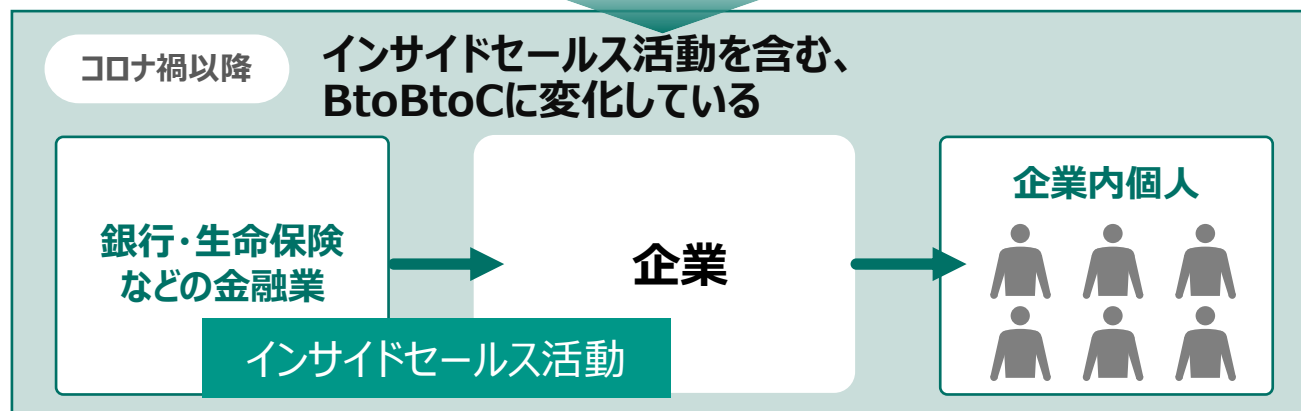 コロナ禍以降
インサイドセールス活動を含む、
BtoBtoCに変化している
銀行・生命保険
などの金融業
企業
企業内個人
インサイドセールス活動